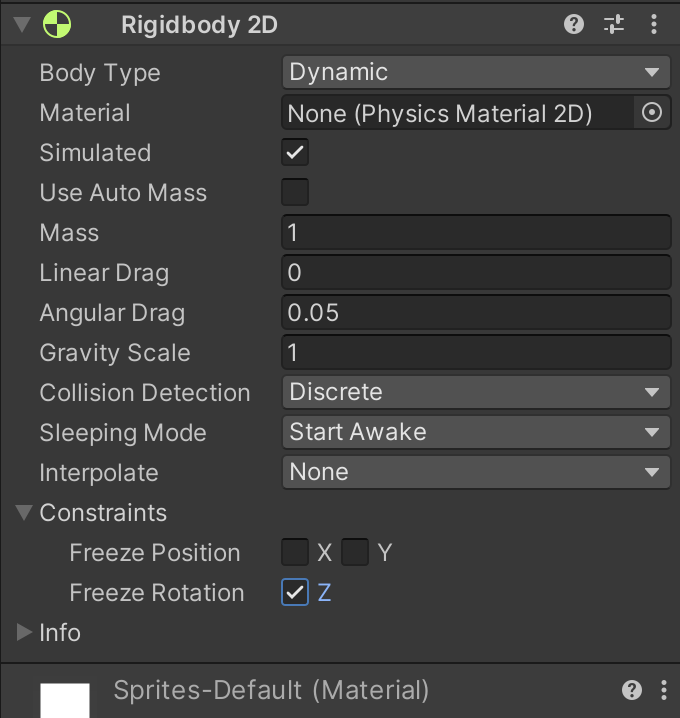 Rigidbody 2D
Body Type Dynamic
Material None (Physics Material 2D)
Simulated
Use Auto Mass
Mass 1
Linear Drag 0
Angular Drag 0.05
Gravity Scale 1
Collision Detection Discrete
Sleeping Mode Start Awake
Interpolate None
Constraints
Freeze Position X Y
Freeze Rotation Z
Info
Sprites-Default (Material)